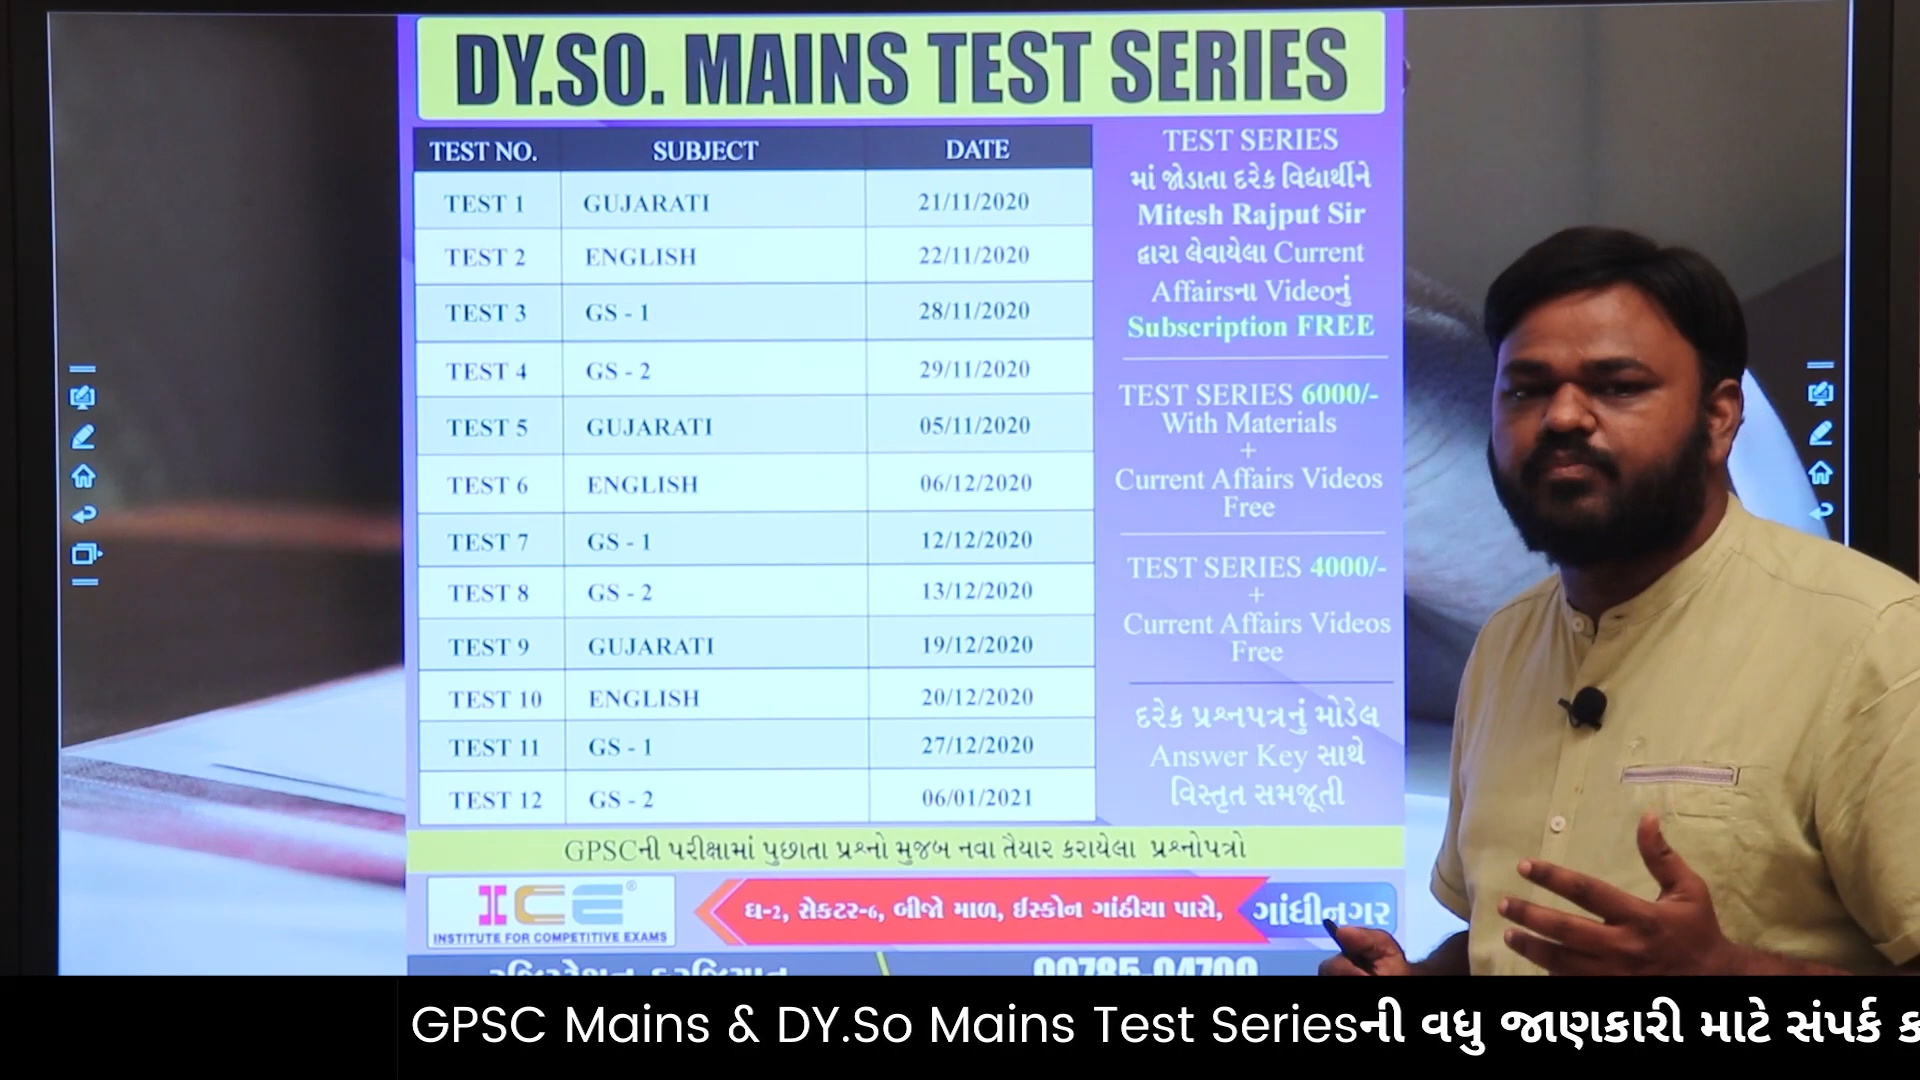 DY.SO. MAINS TEST SERIES
TEST NO. SUBJECT DATE
TEST 1 GUJARATI 21/11/2020
TEST 2 ENGLISH 22/11/2020
TEST 3 GS - 1 28/11/2020
TEST 4 GS - 2 29/11/2020
TEST 5 GUJARATI 05/11/2020
TEST 6 ENGLISH 06/12/2020
TEST 7 GS - 1 12/12/2020
TEST 8 GS - 2 13/12/2020
TEST 9 GUJARATI 19/12/2020
TEST 10 ENGLISH 20/12/2020
TEST 11 GS - 1 27/12/2020
TEST 12 GS - 2 06/01/2021
TEST SERIES
માં જોડાતા દરેક વિદ્યાર્થીને
Mitesh Rajput Sir
દ્વારા લેવાયેલા Current
Affairsના Videoનું
Subscription FREE
TEST SERIES 6000/-
With Materials
+
Current Affairs Videos
Free
TEST SERIES 4000/-
+
Current Affairs Videos
Free
દરેક પ્રશ્નપત્રનું મોડેલ
Answer Key સાથે
વિસ્તૃત સમજૂતી
GPSCની પરીક્ષામાં પુછાતા પ્રશ્નો મુજબ નવા તૈયાર કરાયેલા પ્રશ્નોપત્રો
ICE®
INSTITUTE FOR COMPETITIVE EXAMS
ઘ-2, સેકટર-6, બીજો માળ, ઈસ્કોન ગાંઠીયા પાસે, ગાંધીનગર
GPSC Mains & DY.So Mains Test Seriesની વધુ જાણકારી માટે સંપર્ક ક